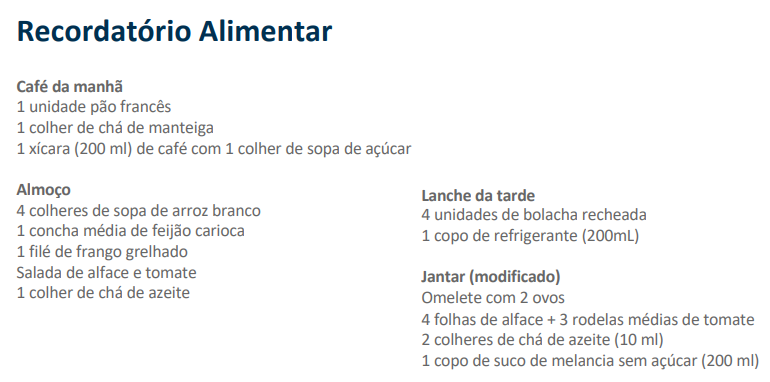 Recordatório Alimentar
Café da manhã
1 unidade pão francês
1 colher de chá de manteiga
1 xícara (200 ml) de café com 1 colher de sopa de açúcar
Almoço
4 colheres de sopa de arroz branco
1 concha média de feijão carioca
1 filé de frango grelhado
Salada de alface e tomate
1 colher de chá de azeite
Lanche da tarde
4 unidades de bolacha recheada
1 copo de refrigerante (200mL)
Jantar (modificado)
Omelete com 2 ovos
4 folhas de alface + 3 rodelas médias de tomate
2 colheres de chá de azeite (10 ml)
1 copo de suco de melancia sem açúcar (200 ml)